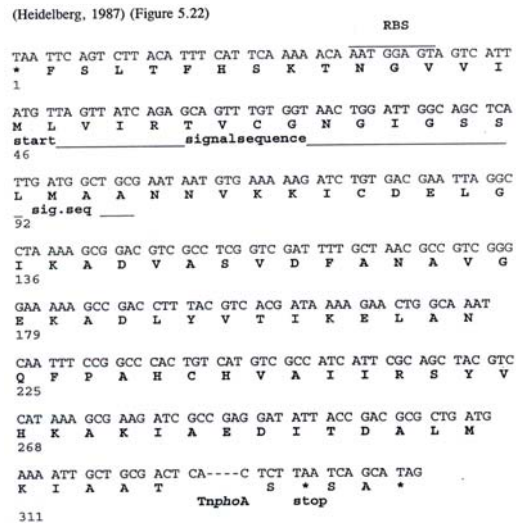 (Heidelberg, 1987) (Figure 5.22)
RBS
TAA TTC AGT CTT ACA TTT CAT TCA AAA ACA AAT GGA GTA GTC ATT
* F S L T F H S K T N G V V I
1
ATG TTA GTT ATC AGA GCA GTT TGT GGT AAC TGG ATT GGC AGC TCA
M L V I R T V C G N G I G S S
start signalsequence
46
TTG ATG GCT GCG AAT AAT GTG AAA AAG ATC TGT GAC GAA TTA GGC
L M A A N N V K K I C D E L G
sig.seq
92
CTA AAA GCG GAC GTC GCC TCG GTC GAT TTT GCT AAC GCC GTC GGG
I K A D V A S V D F A N A V G
136
GAA AAA GCC GAC CTT TAC GTC ACG ATA AAA GAA CTG GCA AAT
E K A D L Y V T I K E L A N
179
CAA TTT CCG GCC CAC TGT CAT GTC GCC ATC ATT CGC AGC TAC GTC
Q F P A H C H V A I I R S Y V
225
CAT AAA GCG AAG ATC GCC GAG GAT ATT ACC GAC GCG CTG ATG
H K A K I A E D I T D A L M
268
AAA ATT GCT GCG ACT CA----C TCT TAA TCA GCA TAG
K I A A T S * S A *
TnphoA stop
311